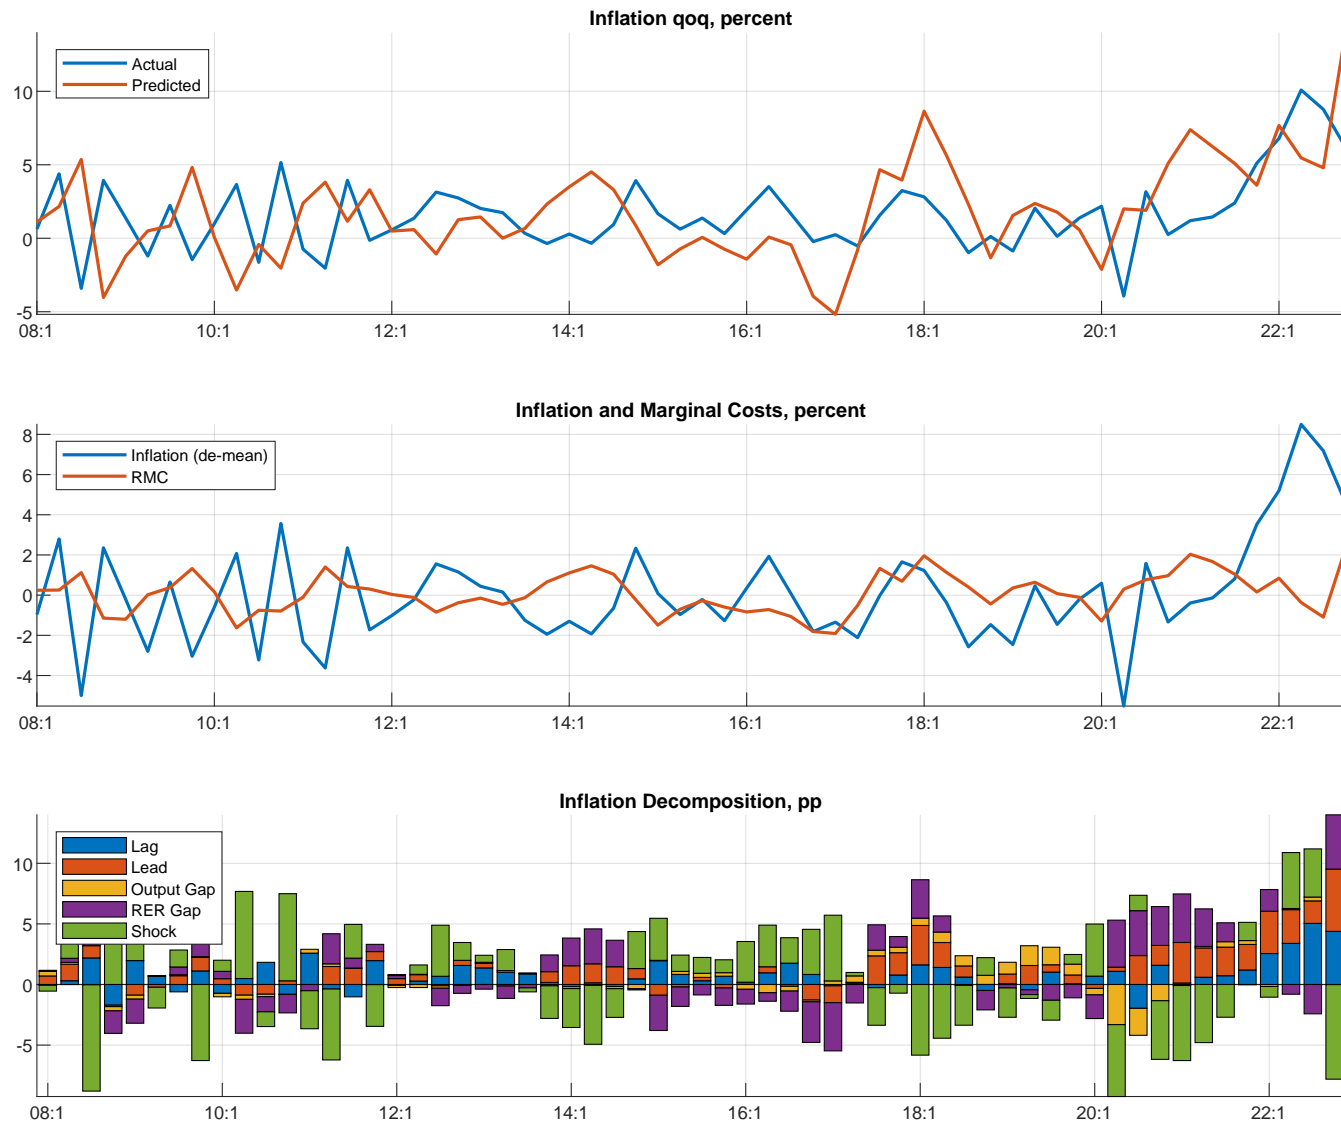 Inflation qoq, percent
Actual
Predicted
10
5
0
-5
08:1 10:1 12:1 14:1 16:1 18:1 20:1 22:1
Inflation and Marginal Costs, percent
Inflation (de-mean)
RMC
8
6
4
2
0
-2
-4
08:1 10:1 12:1 14:1 16:1 18:1 20:1 22:1
Inflation Decomposition, pp
Lag
Lead
Output Gap
RER Gap
Shock
10
5
0
-5
08:1 10:1 12:1 14:1 16:1 18:1 20:1 22:1